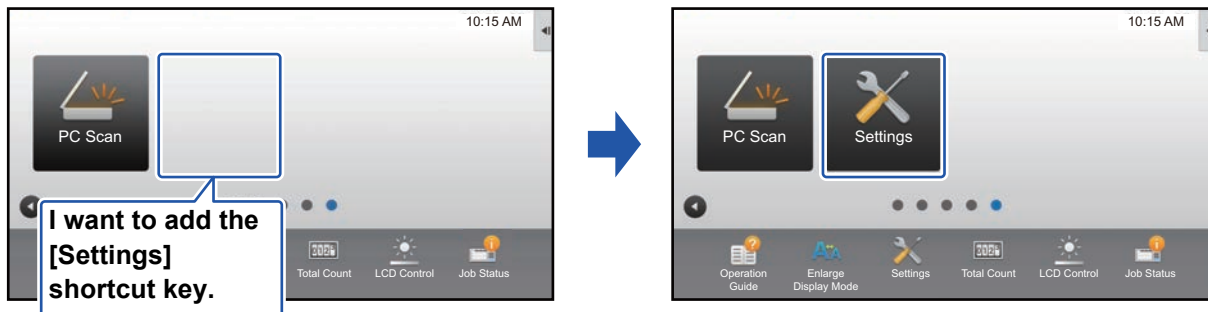 10:15 AM
PC Scan
I want to add the
[Settings]
shortcut key.
Total Count
LCD Control
Job Status
10:15 AM
PC Scan
Settings
Operation
Guide
Enlarge
Display Mode
Settings
Total Count
LCD Control
Job Status